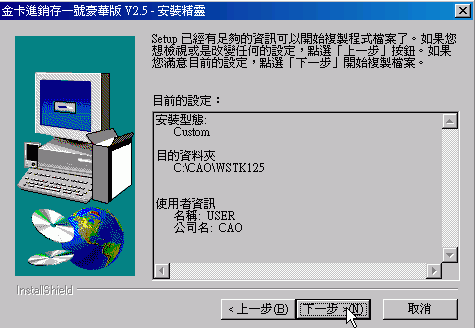 金卡進銷存一號豪華版 V2.5 - 安裝精靈
Setup 已經有足夠的資訊可以開始複製程式檔案了。如果您
想檢視或是改變任何的設定，點選「上一步」按鈕。如果
您滿意目前的設定，點選「下一步」開始複製檔案。
目前的設定：
安裝型態:
Custom
目的資料夾
C:\CAO\WSTK125
使用者資訊
名稱: USER
公司名: CAO
InstallShield
< 上一步(B)
下一步 >(N)
取消